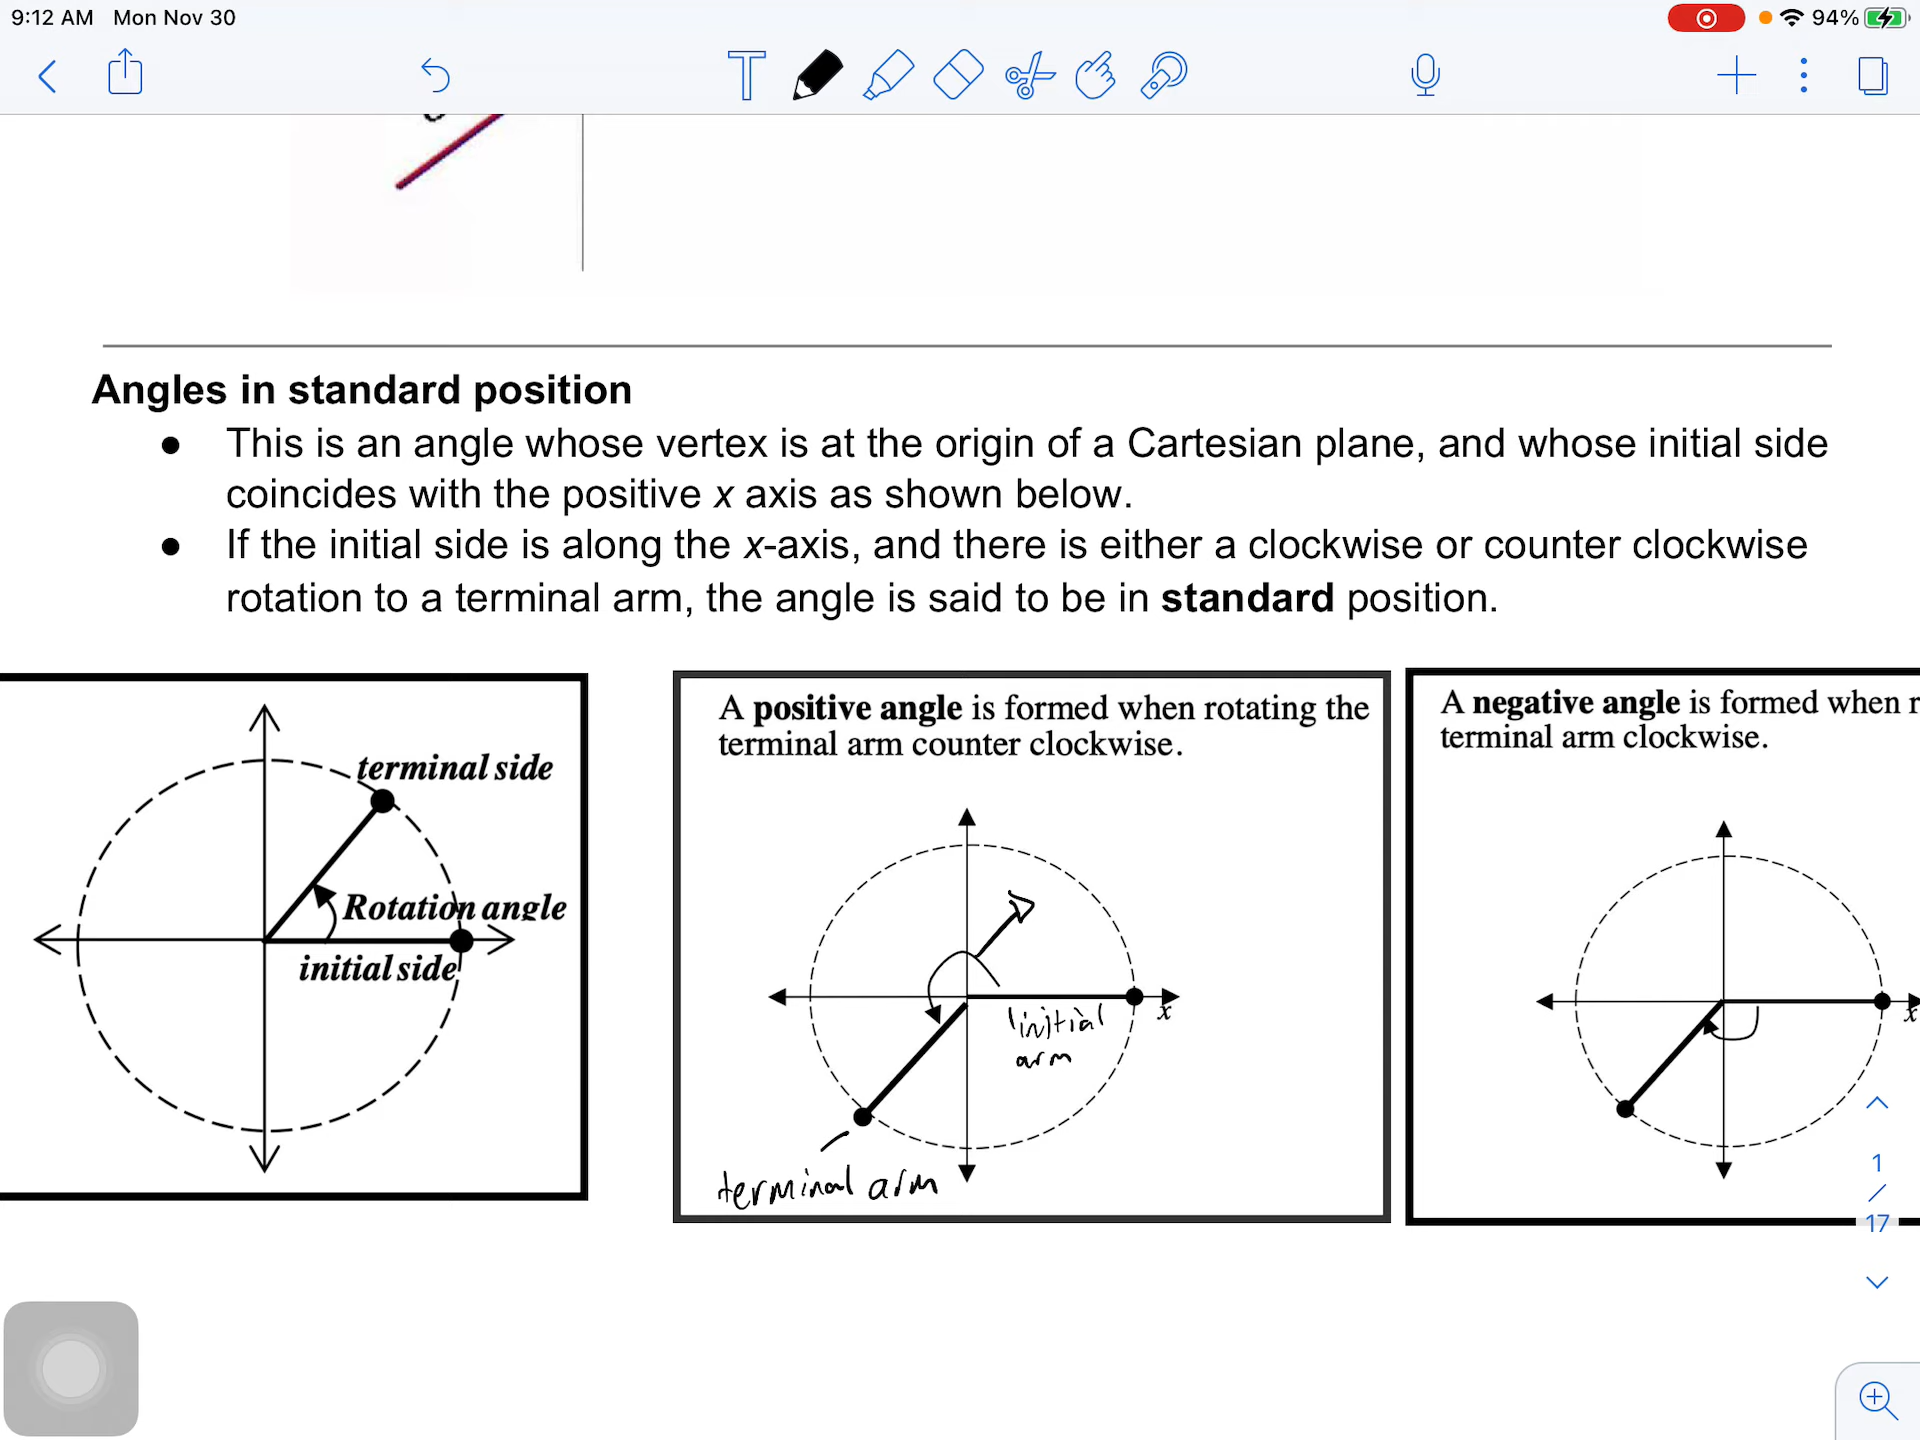 9:12 AM Mon Nov 30
94%
T
Angles in standard position
● This is an angle whose vertex is at the origin of a Cartesian plane, and whose initial side
coincides with the positive x axis as shown below.
● If the initial side is along the x-axis, and there is either a clockwise or counter clockwise
rotation to a terminal arm, the angle is said to be in standard position.
terminal side
Rotation angle
initial side
A positive angle is formed when rotating the
terminal arm counter clockwise.
x
initial
arm
terminal arm
A negative angle is formed when r
terminal arm clockwise.
x
1
/
17